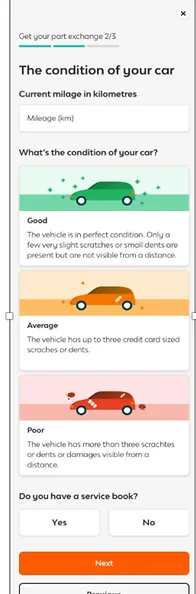 Get your part exchange 2/3
The condition of your car
Current milage in kilometres
Mileage (km)
What's the condition of your car?
Good
The vehicle is in perfect condition. Only a
few very slight scratches or small dents are
present but are not visible from a distance.
Average
The vehicle has up to three credit card sized
scraches or dents.
Poor
The vehicle has more than three scrachtes
or dents or damages visible from a
distance.
Do you have a service book?
Yes
No
Next